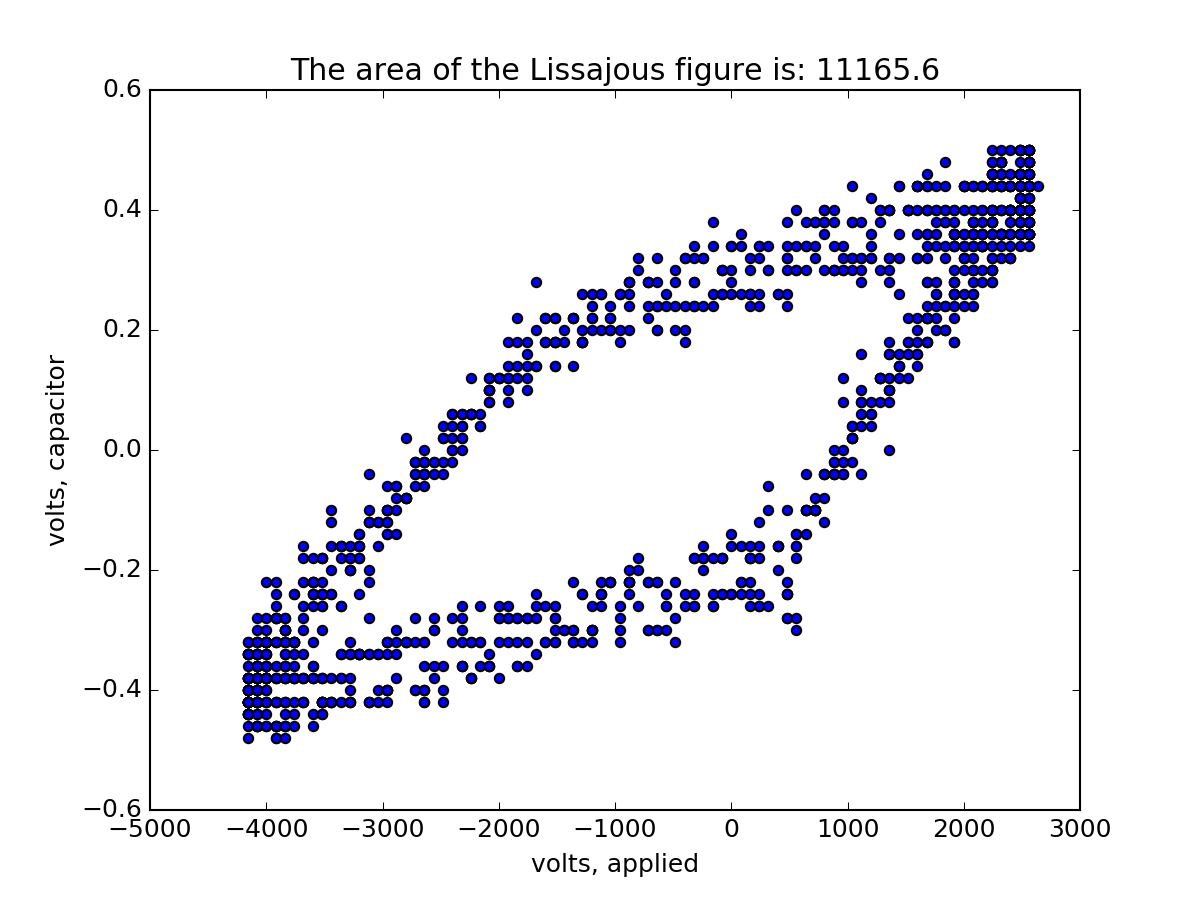 The area of the Lissajous figure is: 11165.6
0.6
0.4
0.2
0.0
−0.2
−0.4
−0.6
volts, capacitor
−5000 −4000 −3000 −2000 −1000 0 1000 2000 3000
volts, applied